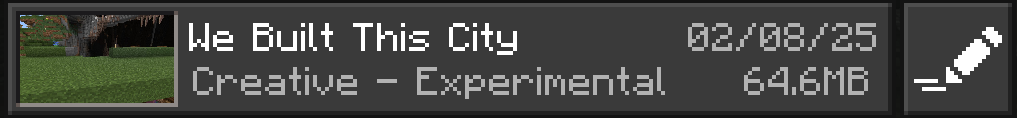 We Built This City
02/08/25
Creative - Experimental
64.6MB